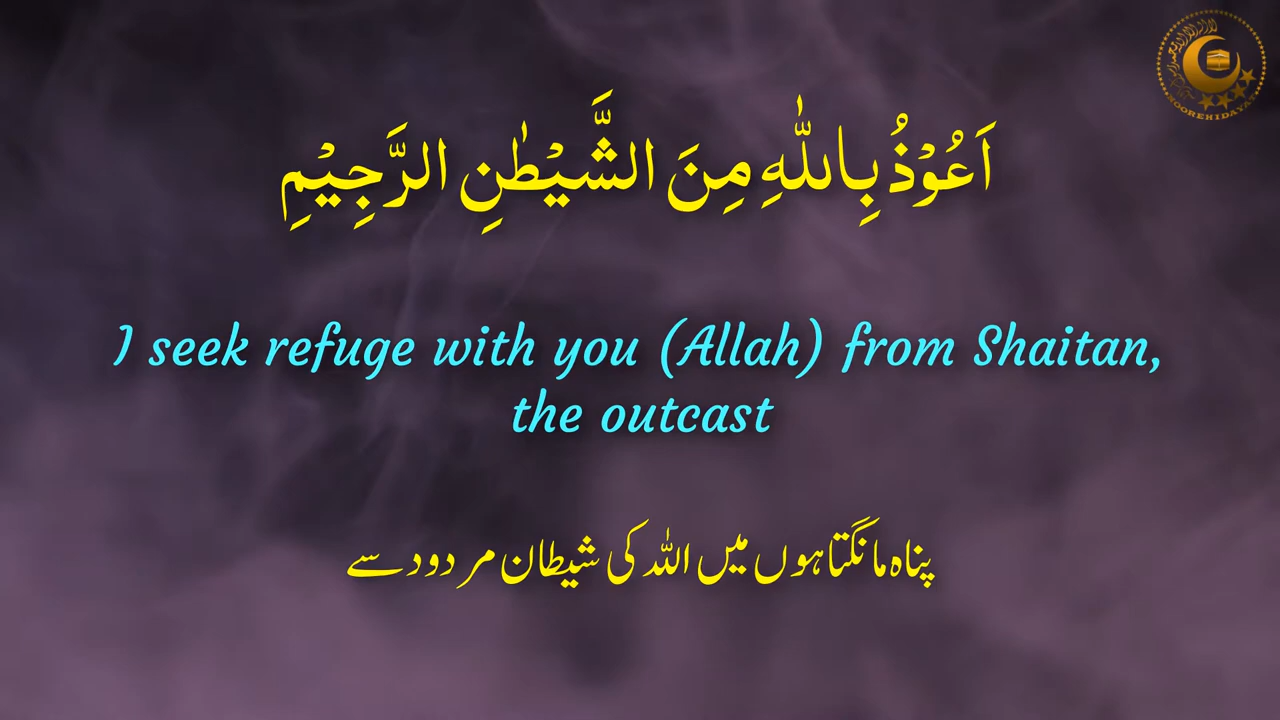 اَعُوْذُ بِاللّٰهِ مِنَ الشَّيْطٰنِ الرَّجِيْمِ
I seek refuge with you (Allah) from Shaitan,
the outcast
پناہ مانگتا ہوں میں اللہ کی شیطان مردود سے
NOOREHIDAYAT